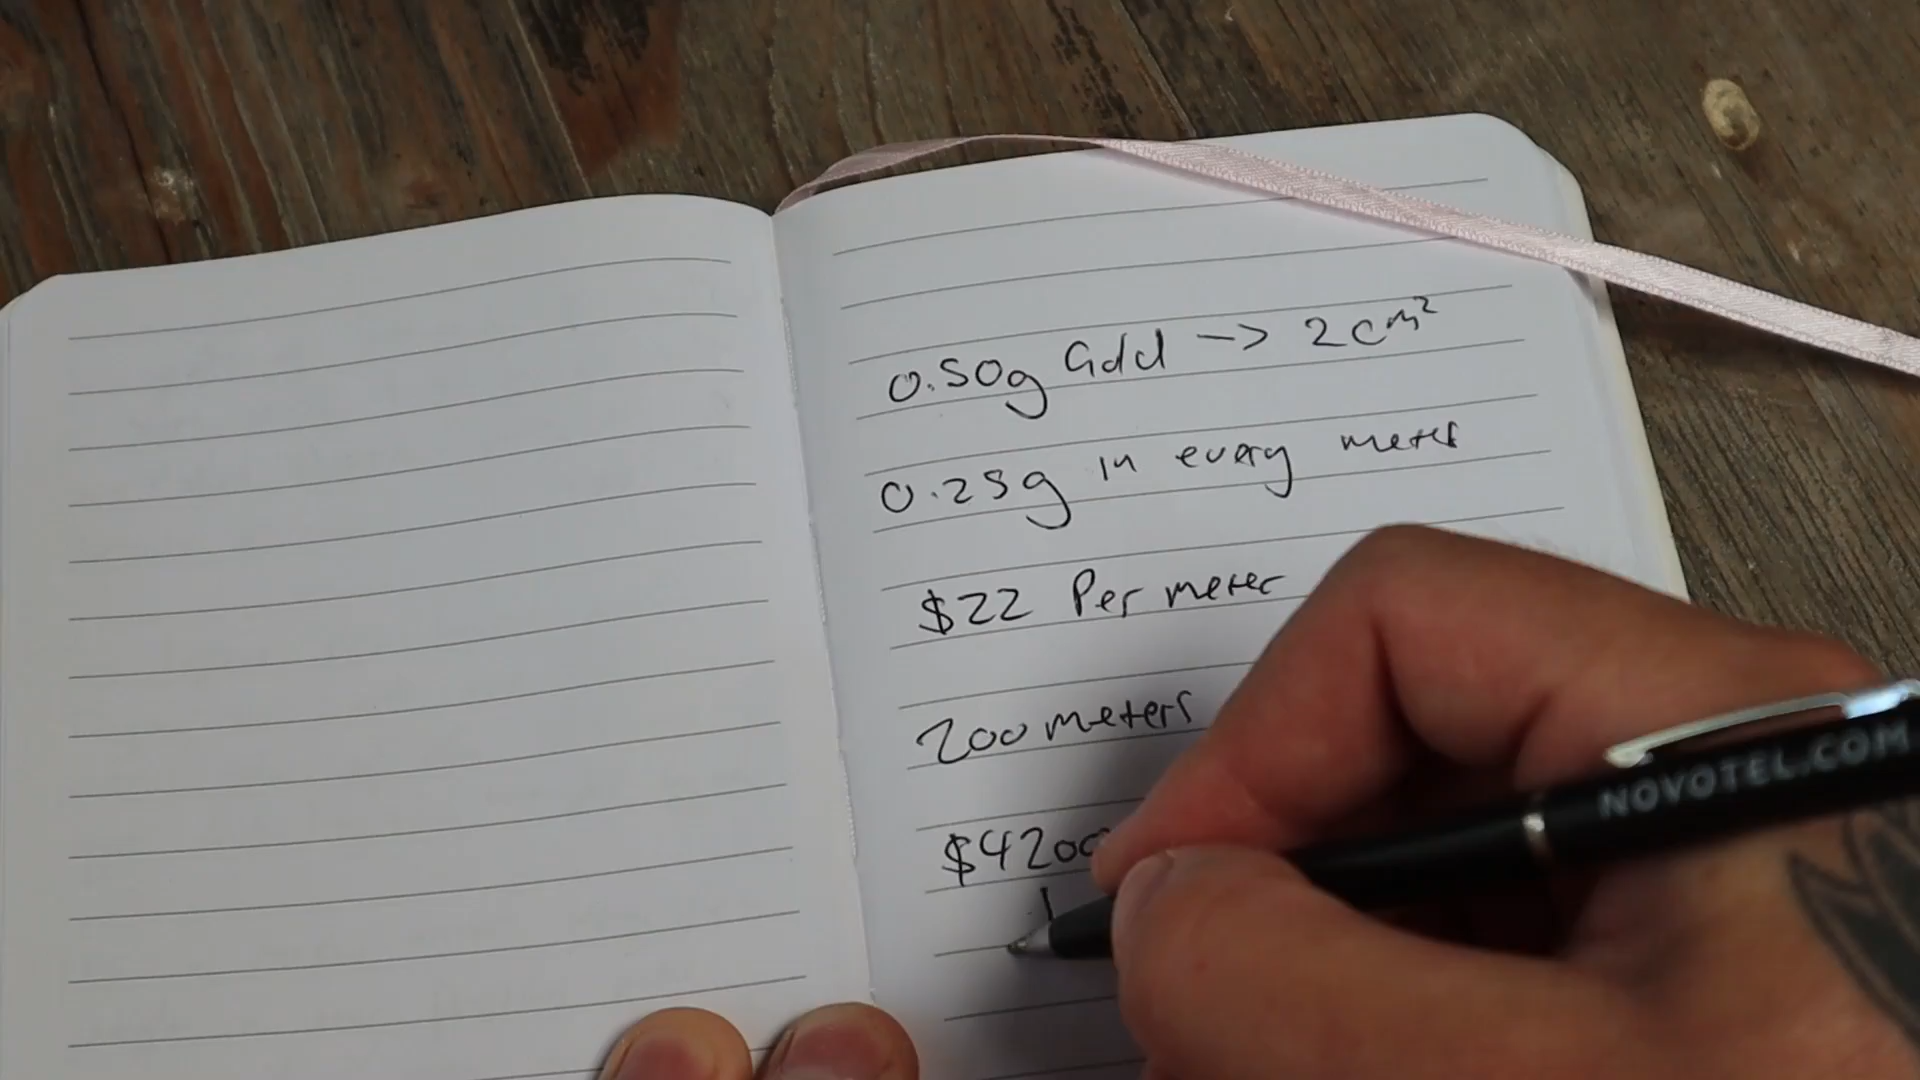 0.50g Gold -> 2cm²
0.25g in every meter
$22 Per meter
200 meters
$4200
NOVOTEL.COM